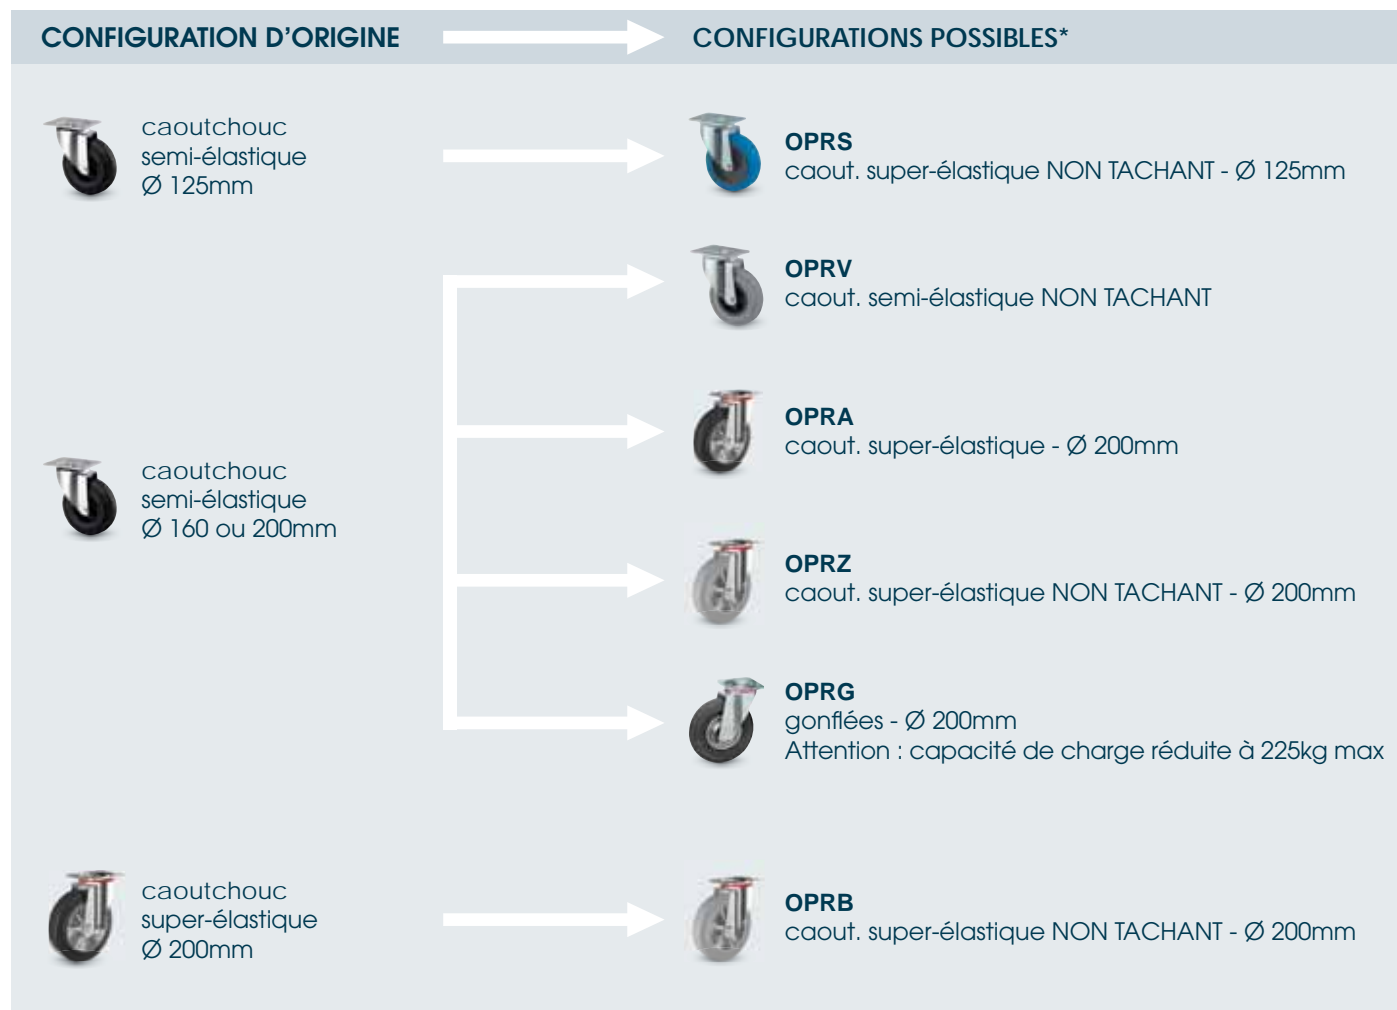 CONFIGURATION D'ORIGINE
CONFIGURATIONS POSSIBLES*
caoutchouc
semi-élastique
Ø 125mm
OPRS
caout. super-élastique NON TACHANT - Ø 125mm
caoutchouc
semi-élastique
Ø 160 ou 200mm
OPRV
caout. semi-élastique NON TACHANT
OPRA
caout. super-élastique - Ø 200mm
OPRZ
caout. super-élastique NON TACHANT - Ø 200mm
OPRG
gonflées - Ø 200mm
Attention : capacité de charge réduite à 225kg max
caoutchouc
super-élastique
Ø 200mm
OPRB
caout. super-élastique NON TACHANT - Ø 200mm